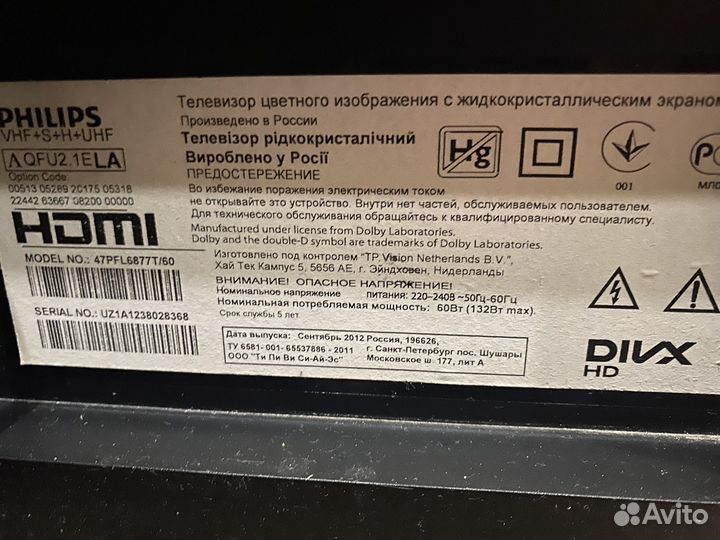 PHILIPS
VHF+S+H+UHF
QFU2.1E LA
Option Code:
00513 05289 20175 05318
22442 63667 08200 00000
HDMI
MODEL NO.: 47PFL6877T/60
SERIAL NO.: UZ1A1238028368
Телевизор цветного изображения с жидкокристаллическим экраном
Произведено в России
Телевізор рідкокристалічний
Вироблено у Росії
ПРЕДОСТЕРЕЖЕНИЕ
Во избежание поражения электрическим током
не открывайте это устройство. Внутри нет частей, обслуживаемых пользователем.
Для технического обслуживания обращайтесь к квалифицированному специалисту.
Manufactured under license from Dolby Laboratories.
Dolby and the double-D symbol are trademarks of Dolby Laboratories.
Изготовлено под контролем "TP Vision Netherlands B.V.",
Хай Тек Кампус 5, 5656 AE, г. Эйндховен, Нидерланды
ВНИМАНИЕ! ОПАСНОЕ НАПРЯЖЕНИЕ!
Номинальное напряжение питания: 220–240В ~50Гц-60Гц
Номинальная потребляемая мощность: 60Вт (132Вт max).
Срок службы 5 лет
Дата выпуска: Сентябрь 2012 Россия, 196626,
ТУ 6581- 001- 65537886 - 2011 г. Санкт-Петербург пос. Шушары
ООО "Ти Пи Ви Си-Ай-Эс" Московское ш. 177, лит А
Hg
001
DIVX
HD
Avito